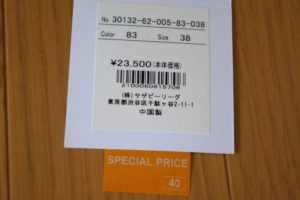 No. 30132-62-005-83-038
Color 83 Size 38
¥23,500(本体価格)
2100060815706
(株)サザビーリーグ
東京都渋谷区千駄ヶ谷2-11-1
中国製
SPECIAL PRICE
40